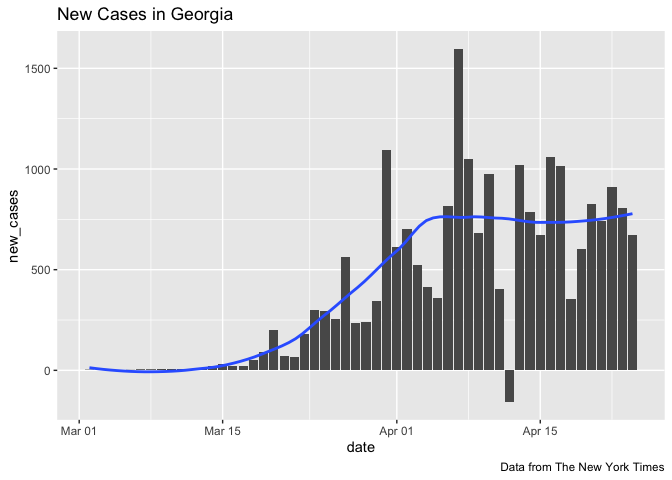 New Cases in Georgia
1500
1000
500
0
new_cases
Mar 01
Mar 15
Apr 01
Apr 15
date
Data from The New York Times